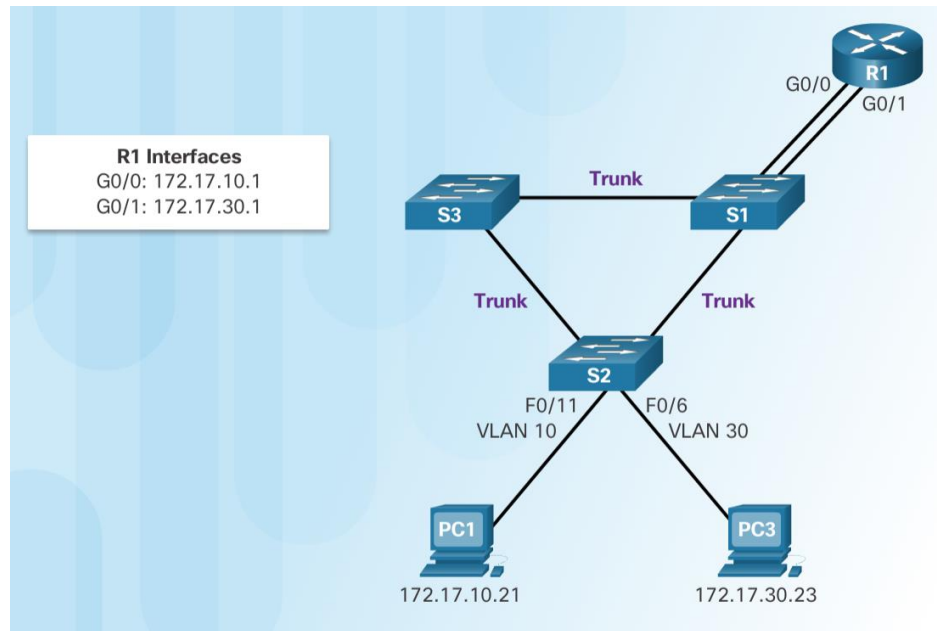 R1
G0/0
G0/1
R1 Interfaces
G0/0: 172.17.10.1
G0/1: 172.17.30.1
Trunk
S3
S1
Trunk
Trunk
S2
F0/11
F0/6
VLAN 10
VLAN 30
PC1
PC3
172.17.10.21
172.17.30.23